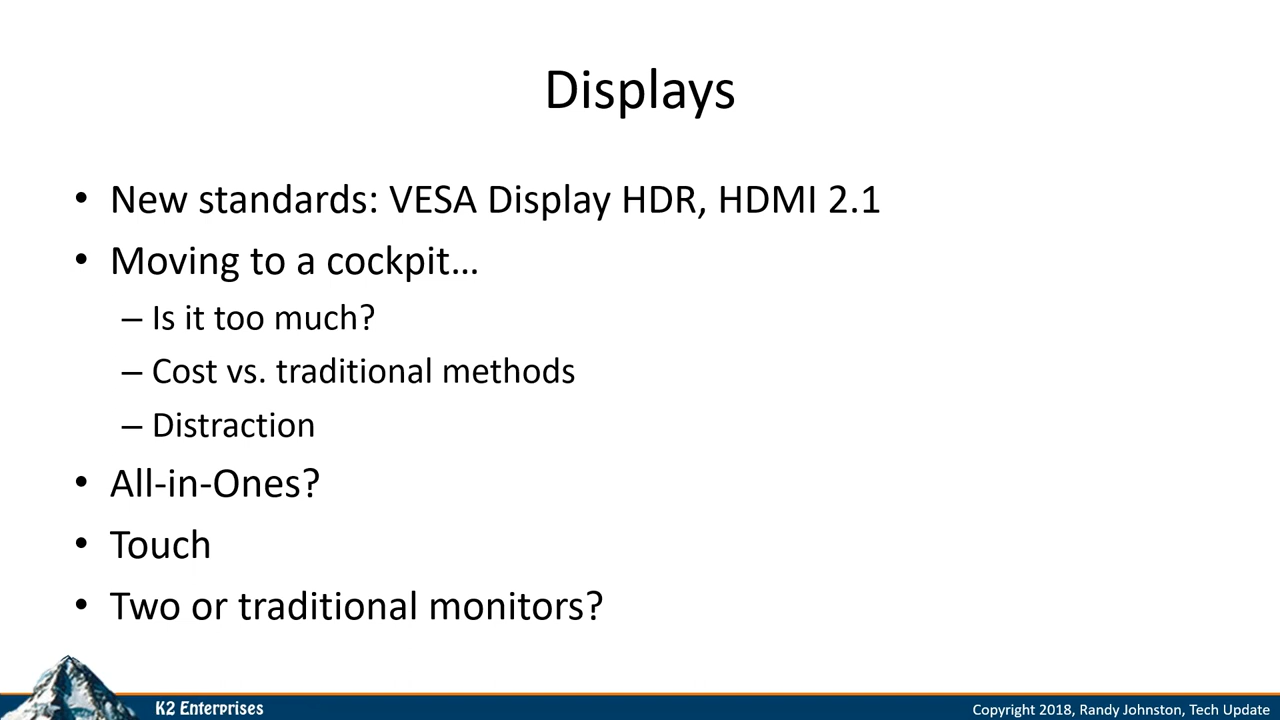 Displays
• New standards: VESA Display HDR, HDMI 2.1
• Moving to a cockpit…
– Is it too much?
– Cost vs. traditional methods
– Distraction
• All-in-Ones?
• Touch
• Two or traditional monitors?
K2 Enterprises
Copyright 2018, Randy Johnston, Tech Update